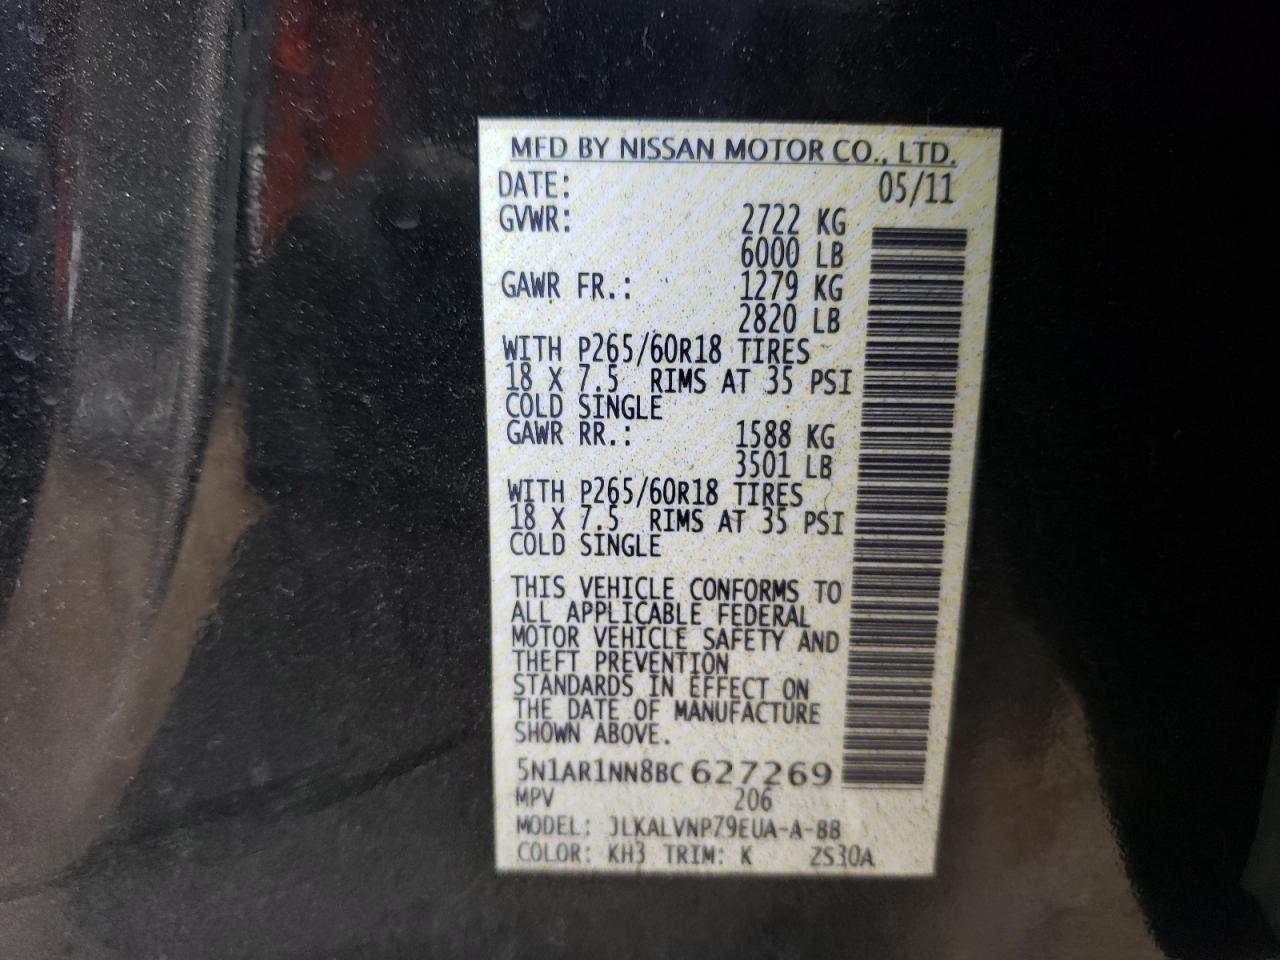 MFD BY NISSAN MOTOR CO., LTD.
DATE: 05/11
GVWR: 2722 KG
6000 LB
GAWR FR.: 1279 KG
2820 LB
WITH P265/60R18 TIRES
18 X 7.5 RIMS AT 35 PSI
COLD SINGLE
GAWR RR.: 1588 KG
3501 LB
WITH P265/60R18 TIRES
18 X 7.5 RIMS AT 35 PSI
COLD SINGLE
THIS VEHICLE CONFORMS TO
ALL APPLICABLE FEDERAL
MOTOR VEHICLE SAFETY AND
THEFT PREVENTION
STANDARDS IN EFFECT ON
THE DATE OF MANUFACTURE
SHOWN ABOVE.
5N1AR1NN8BC627269
MPV 206
MODEL: JLKALVNPZ9EUA-A-BB
COLOR: KH3 TRIM: K ZS30A